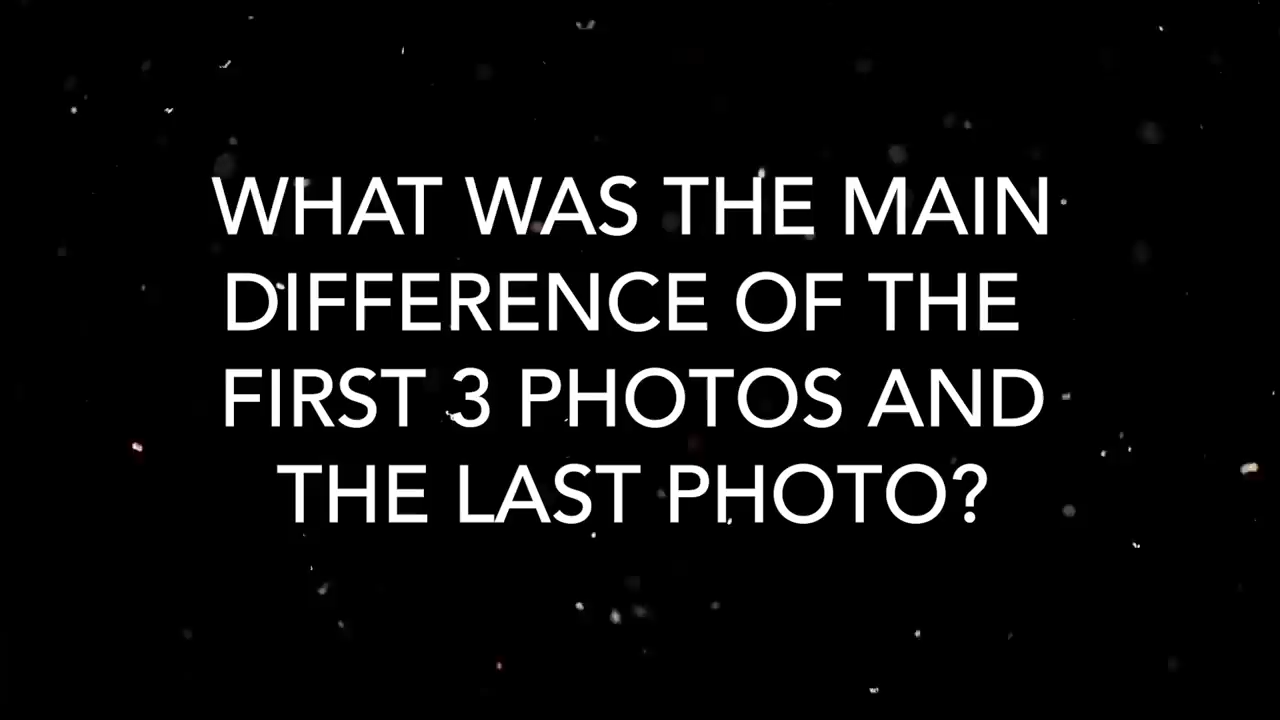 WHAT WAS THE MAIN
DIFFERENCE OF THE
FIRST 3 PHOTOS AND
THE LAST PHOTO?